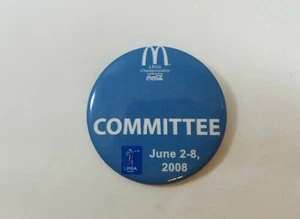 LPGA
Championship
Coca-Cola
COMMITTEE
LPGA
June 2-8,
2008